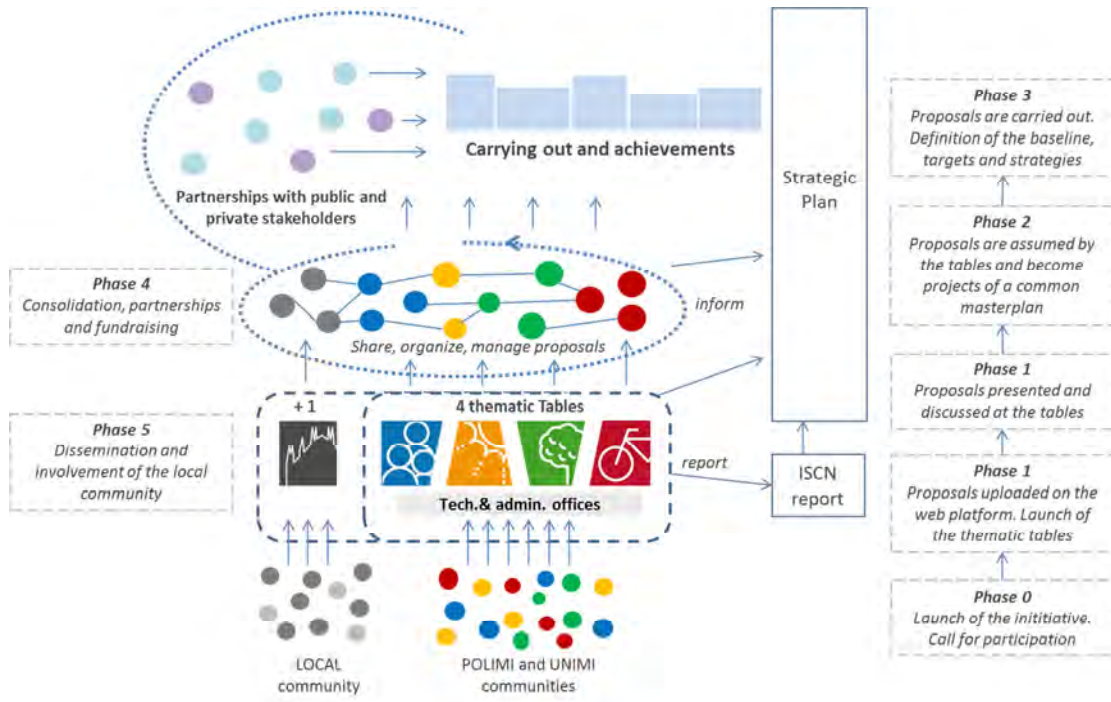 Carrying out and achievements
Partnerships with public and
private stakeholders
Strategic
Plan
Phase 3
Proposals are carried out.
Definition of the baseline,
targets and strategies
Phase 2
Proposals are assumed by
the tables and become
projects of a common
masterplan
Phase 4
Consolidation, partnerships
and fundraising
inform
Share, organize, manage proposals
Phase 1
Proposals presented and
discussed at the tables
+ 1
4 thematic Tables
Phase 5
Dissemination and
involvement of the local
community
report
ISCN
report
Tech.& admin. offices
Phase 1
Proposals uploaded on the
web platform. Launch of
the thematic tables
Phase 0
Launch of the inititiative.
Call for participation
LOCAL
community
POLIMI and UNIMI
communities